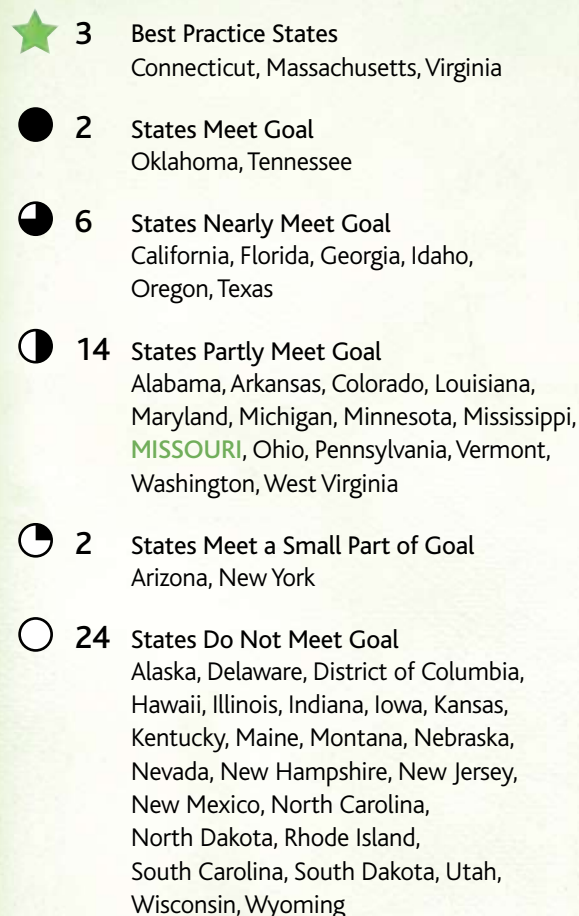 3 Best Practice States
Connecticut, Massachusetts, Virginia
2 States Meet Goal
Oklahoma, Tennessee
6 States Nearly Meet Goal
California, Florida, Georgia, Idaho,
Oregon, Texas
14 States Partly Meet Goal
Alabama, Arkansas, Colorado, Louisiana,
Maryland, Michigan, Minnesota, Mississippi,
MISSOURI, Ohio, Pennsylvania, Vermont,
Washington, West Virginia
2 States Meet a Small Part of Goal
Arizona, New York
24 States Do Not Meet Goal
Alaska, Delaware, District of Columbia,
Hawaii, Illinois, Indiana, Iowa, Kansas,
Kentucky, Maine, Montana, Nebraska,
Nevada, New Hampshire, New Jersey,
New Mexico, North Carolina,
North Dakota, Rhode Island,
South Carolina, South Dakota, Utah,
Wisconsin, Wyoming